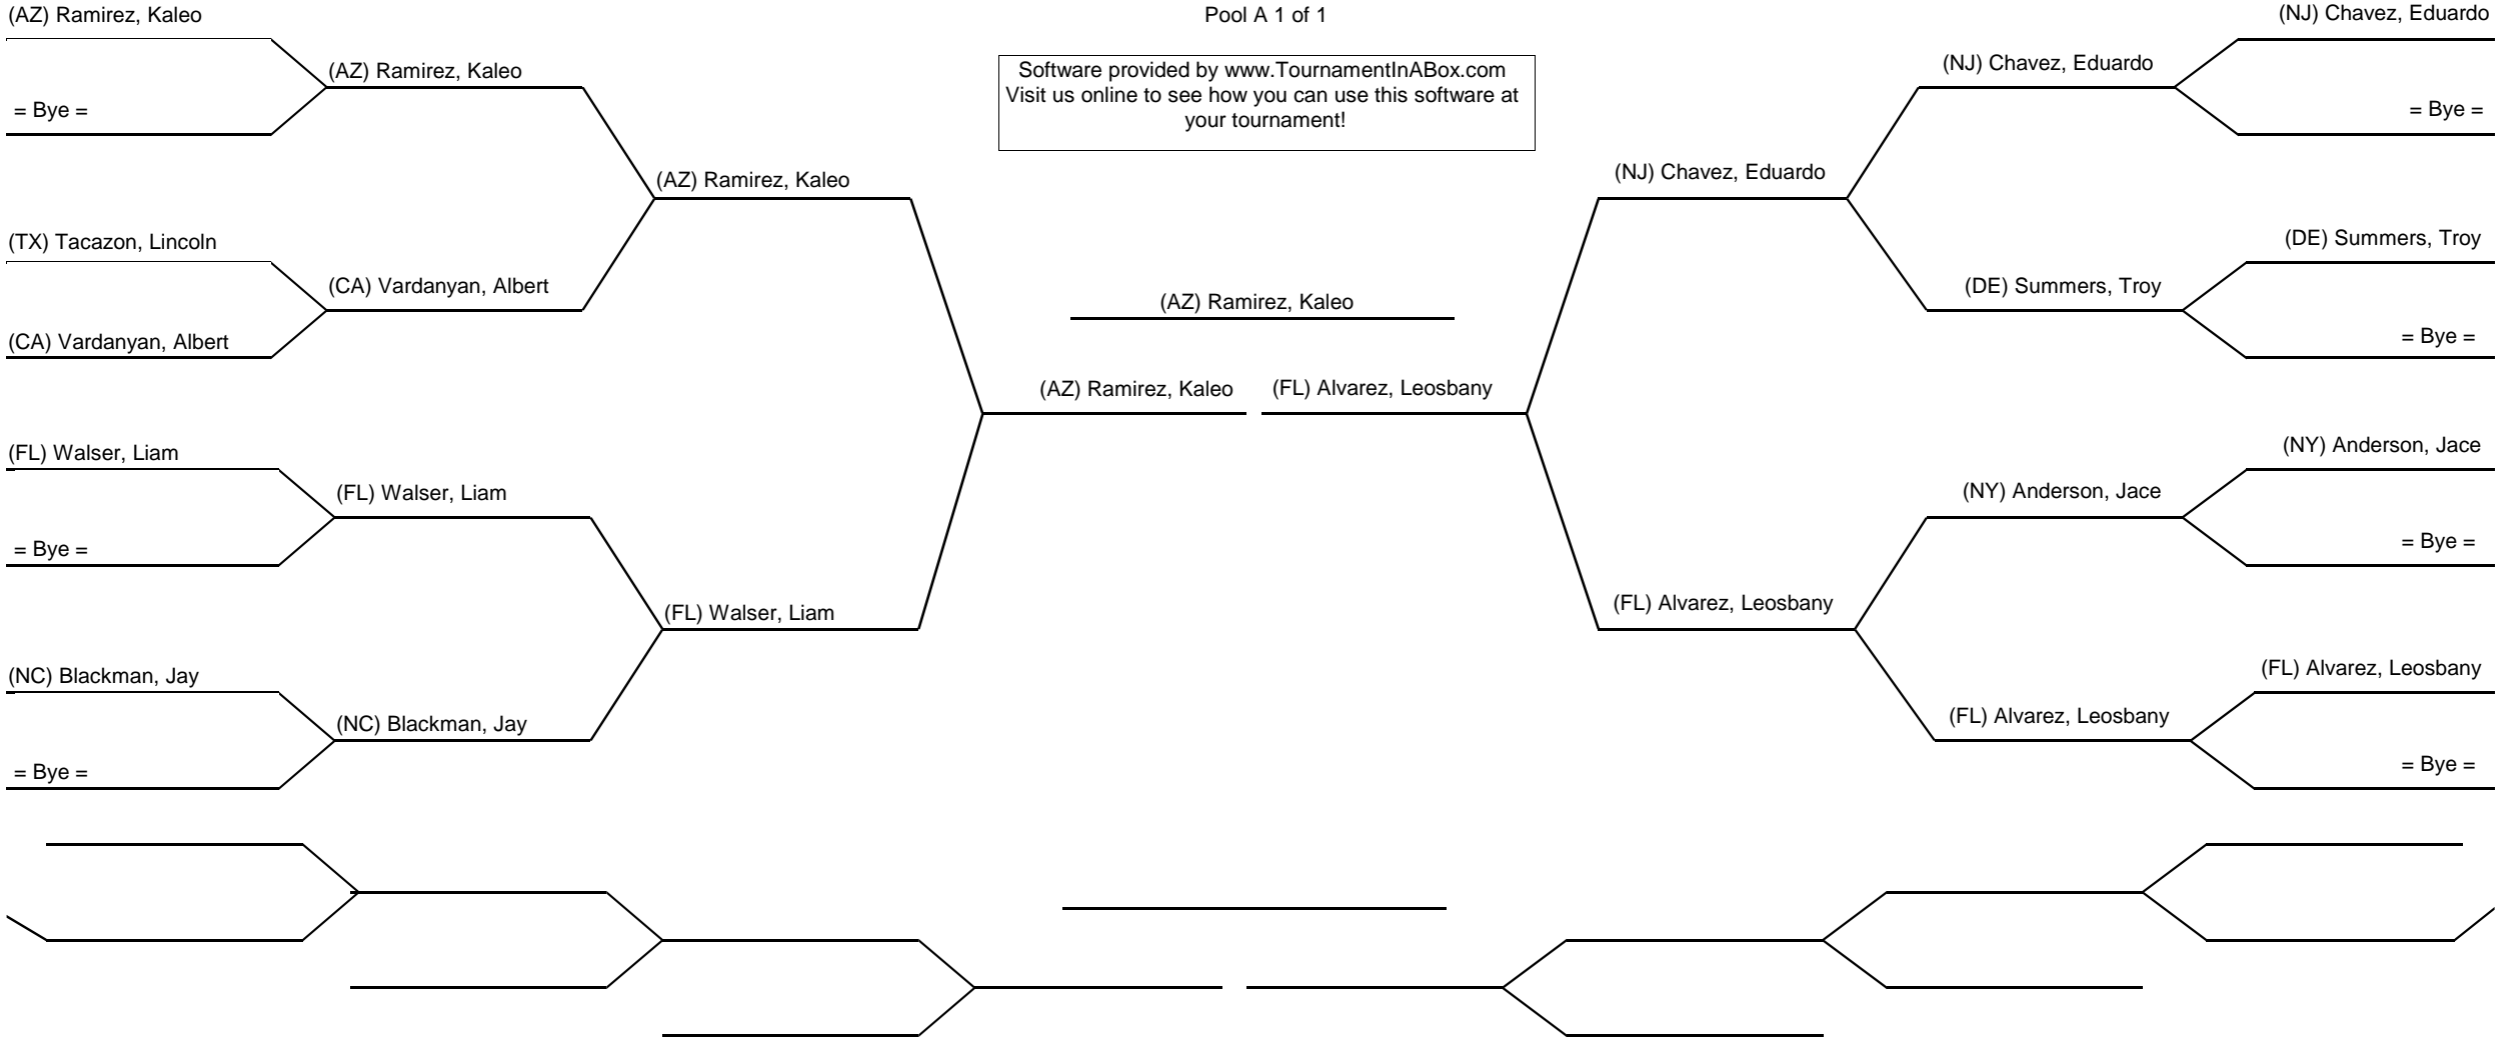 (AZ) Ramirez, Kaleo
Pool A 1 of 1
(NJ) Chavez, Eduardo
(AZ) Ramirez, Kaleo
Software provided by www.TournamentInABox.com
Visit us online to see how you can use this software at
your tournament!
(NJ) Chavez, Eduardo
= Bye =
= Bye =
(AZ) Ramirez, Kaleo
(NJ) Chavez, Eduardo
(TX) Tacazon, Lincoln
(DE) Summers, Troy
(CA) Vardanyan, Albert
(AZ) Ramirez, Kaleo
(DE) Summers, Troy
(CA) Vardanyan, Albert
= Bye =
(AZ) Ramirez, Kaleo
(FL) Alvarez, Leosbany
(FL) Walser, Liam
(NY) Anderson, Jace
(FL) Walser, Liam
(NY) Anderson, Jace
= Bye =
= Bye =
(FL) Walser, Liam
(FL) Alvarez, Leosbany
(NC) Blackman, Jay
(FL) Alvarez, Leosbany
(NC) Blackman, Jay
(FL) Alvarez, Leosbany
= Bye =
= Bye =